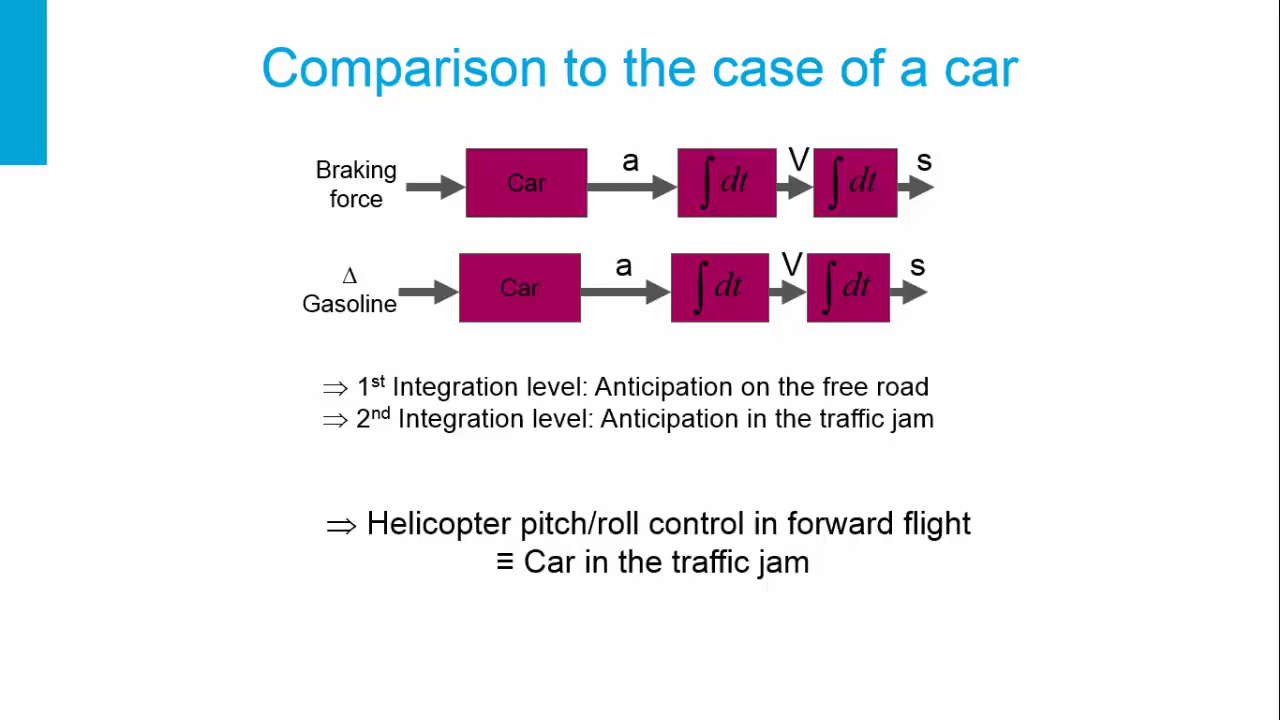 Comparison to the case of a car
Braking
force
Car
a
∫ dt
V
∫ dt
s
Δ
Gasoline
Car
a
∫ dt
V
∫ dt
s
⇒ 1st Integration level: Anticipation on the free road
⇒ 2nd Integration level: Anticipation in the traffic jam
⇒ Helicopter pitch/roll control in forward flight
≡ Car in the traffic jam